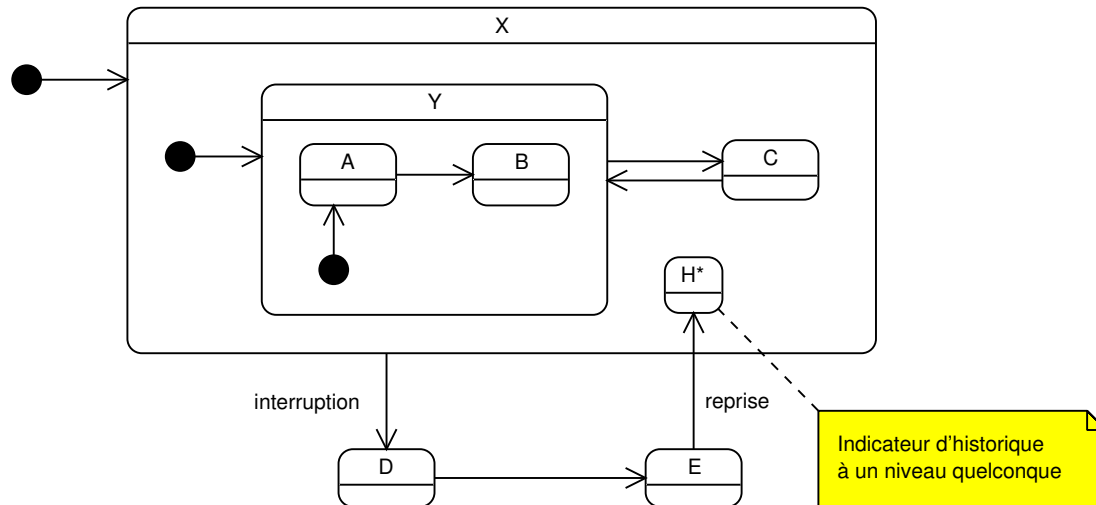 X
Y
A
B
C
H*
interruption
reprise
D
E
Indicateur d'historique
à un niveau quelconque